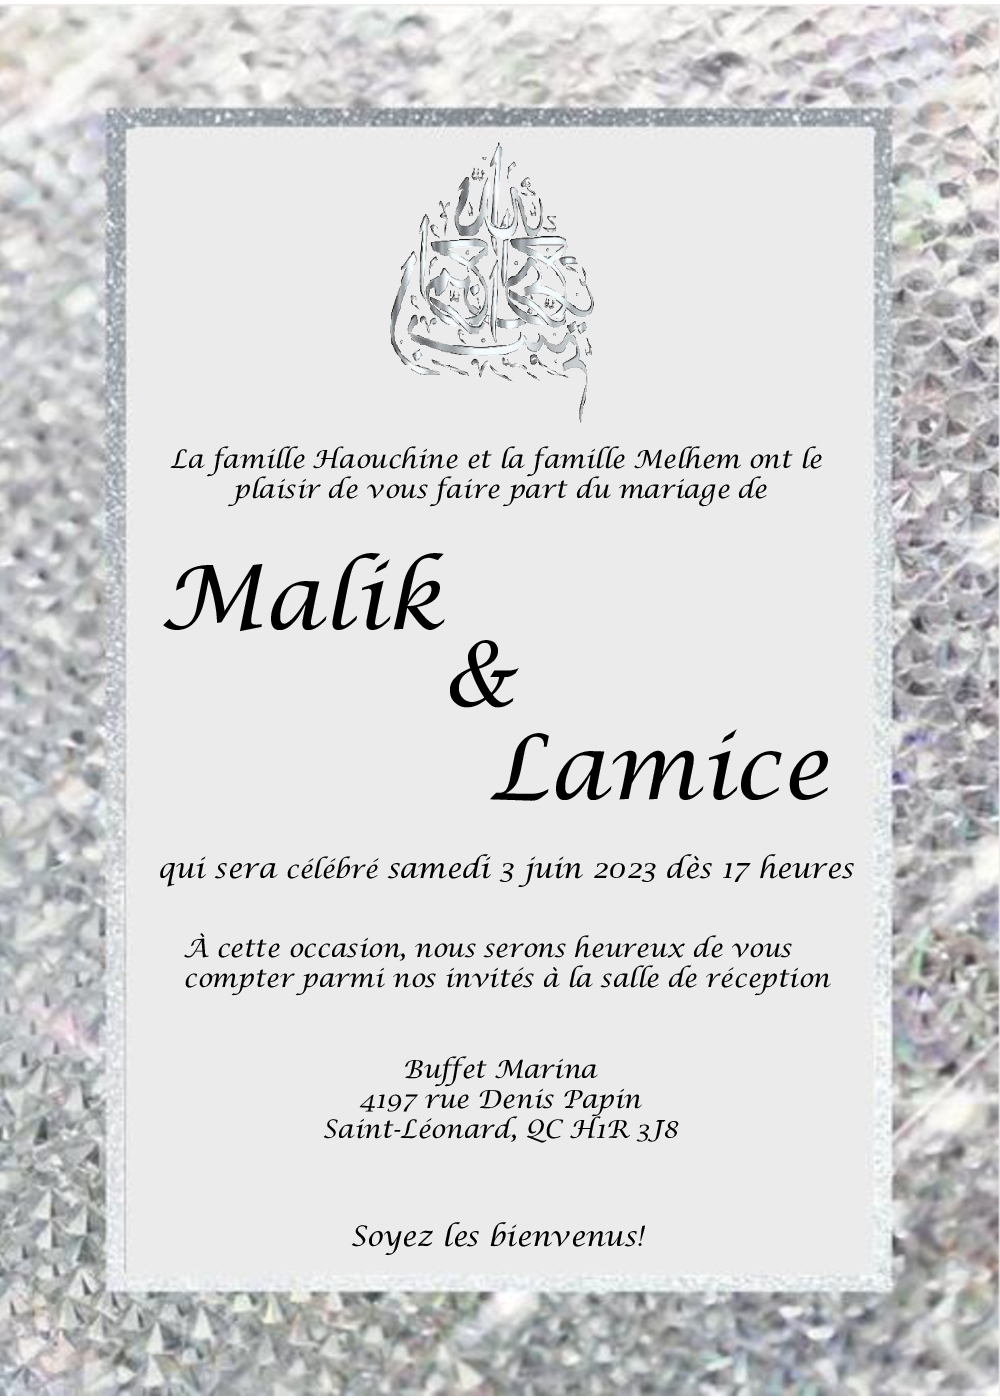 La famille Haouchine et la famille Melhem ont le
plaisir de vous faire part du mariage de
Malik
&
Lamice
qui sera célébré samedi 3 juin 2023 dès 17 heures
À cette occasion, nous serons heureux de vous
compter parmi nos invités à la salle de réception
Buffet Marina
4197 rue Denis Papin
Saint-Léonard, QC H1R 3J8
Soyez les bienvenus!